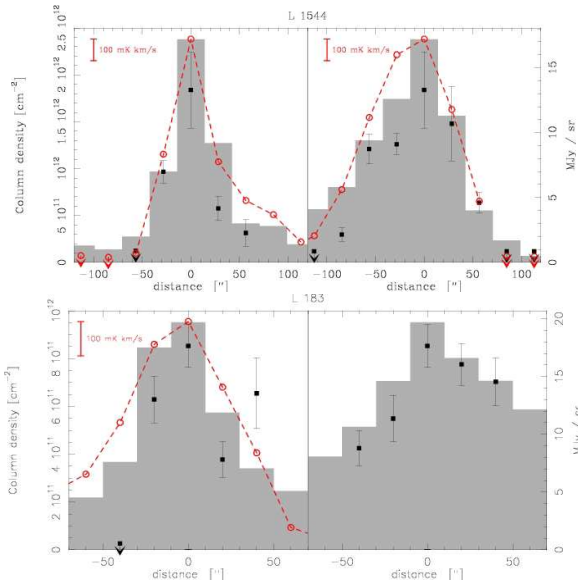 L 1544
100 mK km/s
Column density [cm⁻²]
0 5 10¹¹ 10¹² 1.5 10¹² 2 10¹² 2.5 10¹²
−100 −50 0 50 100
−100 −50 0 50 100
0 5 10 15
MJy / sr
distance ["]
distance ["]
L 183
100 mK km/s
Column density [cm⁻²]
0 2 10¹¹ 4 10¹¹ 6 10¹¹ 8 10¹¹ 10¹²
−50 0 50
−50 0 50
0 5 10 15 20
MJy / sr
distance ["]
distance ["]